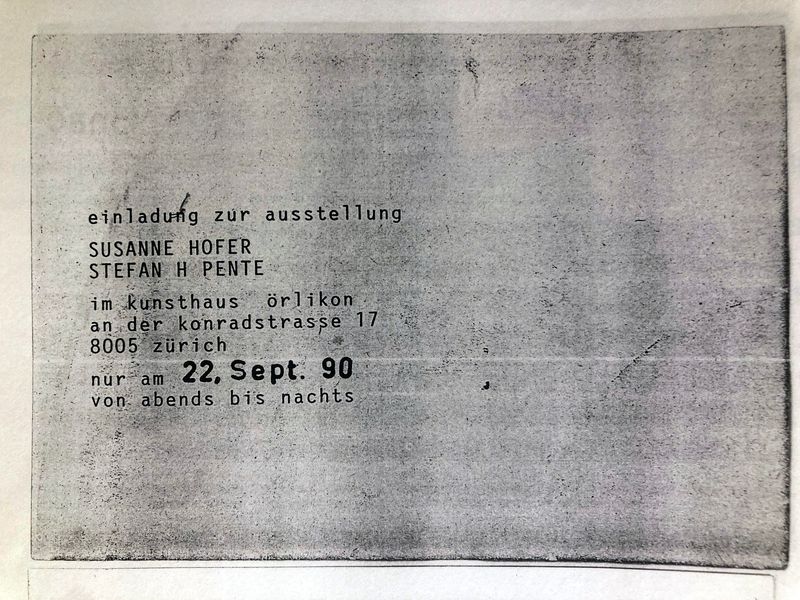 einladung zur ausstellung
SUSANNE HOFER
STEFAN H PENTE
im kunsthaus örlikon
an der konradstrasse 17
8005 zürich
nur am 22. Sept. 90
von abends bis nachts